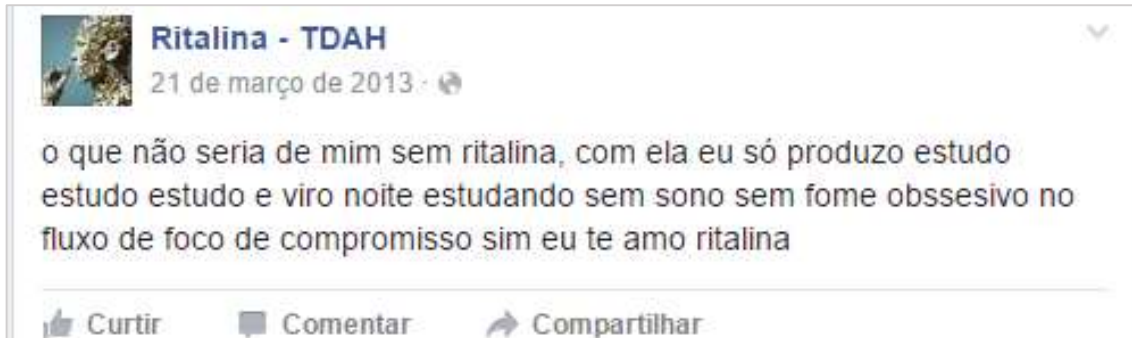 Ritalina - TDAH
21 de março de 2013 ·
o que não seria de mim sem ritalina, com ela eu só produzo estudo
estudo estudo e viro noite estudando sem sono sem fome obssesivo no
fluxo de foco de compromisso sim eu te amo ritalina
Curtir Comentar Compartilhar